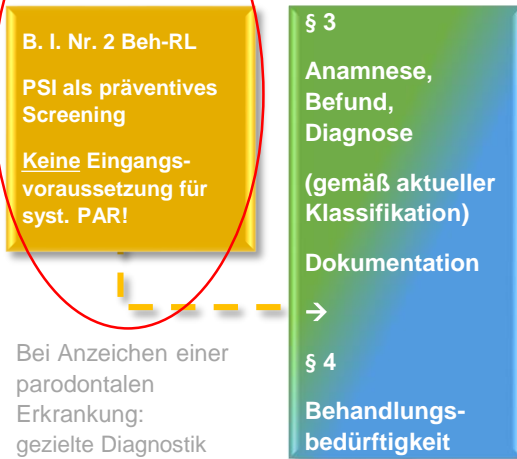 B. I. Nr. 2 Beh-RL
PSI als präventives
Screening
Keine Eingangs-
voraussetzung für
syst. PAR!
Bei Anzeichen einer
parodontalen
Erkrankung:
gezielte Diagnostik
§ 3
Anamnese,
Befund,
Diagnose
(gemäß aktueller
Klassifikation)
Dokumentation
→
§ 4
Behandlungs-
bedürftigkeit